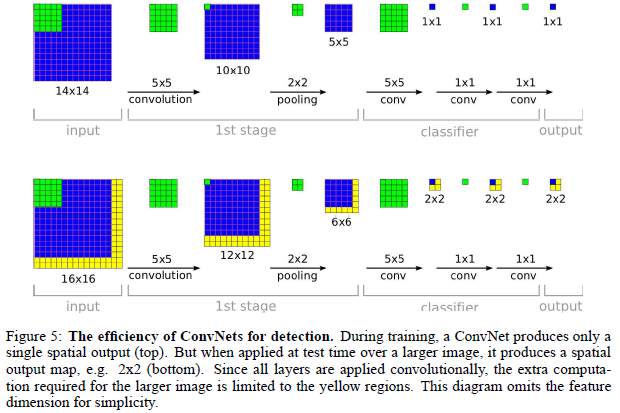 1x1 1x1 1x1
5x5
10x10
14x14
5x5 2x2 5x5 1x1 1x1
convolution pooling conv conv conv
input 1st stage classifier output
2x2 2x2 2x2
6x6
12x12
16x16
5x5 2x2 5x5 1x1 1x1
convolution pooling conv conv conv
input 1st stage classifier output
Figure 5: The efficiency of ConvNets for detection. During training, a ConvNet produces only a
single spatial output (top). But when applied at test time over a larger image, it produces a spatial
output map, e.g. 2x2 (bottom). Since all layers are applied convolutionally, the extra computa-
tion required for the larger image is limited to the yellow regions. This diagram omits the feature
dimension for simplicity.